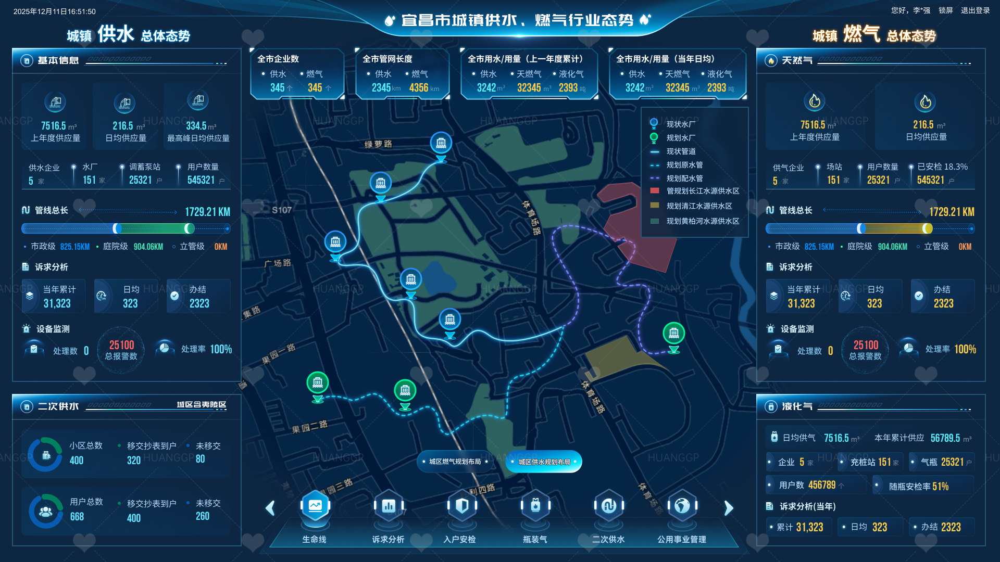 2025年12月11日16:51:50
宜昌市城镇供水、燃气行业态势
您好，李*强 锁屏 退出登录
城镇 供水 总体态势
城镇 燃气 总体态势
基本信息
7516.5 m³
上年度供应量
216.5 m³
日均供应量
334.5 m³
最高峰日均供应量
供水企业
5 家
水厂
151 家
调蓄泵站
25321 户
用户数量
545321 户
管线总长
1729.21 KM
市政级 825.15KM
庭院级 904.06KM
立管级 0KM
诉求分析
当年累计
31,323
日均
323
办结
2323
设备监测
处理数 0
25100
总报警数
处理率 100%
二次供水
城区含夷陵区
小区总数
400
移交抄表到户
320
未移交
80
用户总数
668
移交抄表到户
400
未移交
260
全市企业数
供水 燃气
345 个 345 个
全市管网长度
供水 燃气
2345 km 4356 km
全市用水/用量（上一年度累计）
供水 天燃气 液化气
3242 m³ 32345 m³ 2393 吨
全市用水/用量（当年日均）
供水 天燃气 液化气
3242 m³ 32345 m³ 2393 吨
现状水厂
规划水厂
现状管道
规划原水管
规划配水管
管规划长江水源供水区
规划清江水源供水区
现划黄柏河水源供水区
绿萝路
S107
S107
体育场路
广场路
集路
果园一路
道
体育场路
果园二路
果园三路
夷陵
利四路
体育场路
城区燃气规划布局
城区供水规划布局
生命线
诉求分析
入户安检
瓶装气
二次供水
公用事业管理
天然气
7516.5 m³
上年度供应量
216.5 m³
日均供应量
供气企业
5 家
场站
151 家
用户数量
25321 户
已安检 18.3%
545321 户
管线总长
1729.21 KM
市政级 825.15KM
庭院级 904.06KM
立管级 0KM
诉求分析
当年累计
31,323
日均
323
办结
2323
设备监测
处理数 0
25100
总报警数
处理率 100%
液化气
日均供气 7516.5 m³
本年累计供应 56789.5 m³
企业 5 家
充桩站 151 家
气瓶 25321 户
用户数 456789 个
随瓶安检率 51%
诉求分析(当年)
累计 31,323
日均 323
办结 2323
HUANGGP